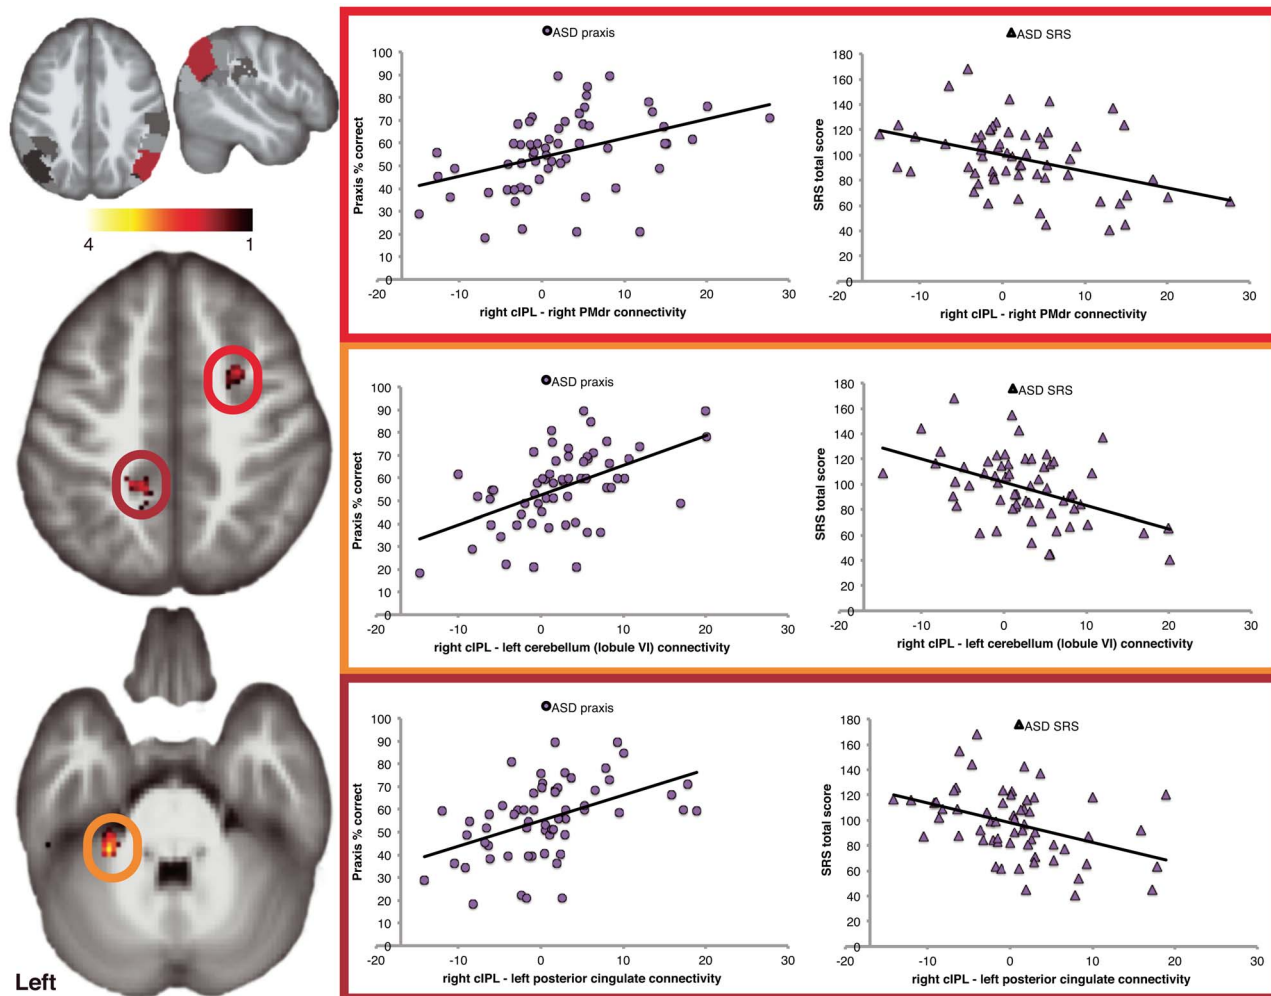 4 1
Left
ASD praxis
Praxis % correct
100
90
80
70
60
50
40
30
20
10
0
-20 -10 0 10 20 30
right cIPL - right PMdr connectivity
ASD SRS
SRS total score
180
160
140
120
100
80
60
40
20
0
-20 -10 0 10 20 30
right cIPL - right PMdr connectivity
ASD praxis
Praxis % correct
100
90
80
70
60
50
40
30
20
10
0
-20 -10 0 10 20 30
right cIPL - left cerebellum (lobule VI) connectivity
ASD SRS
SRS total score
180
160
140
120
100
80
60
40
20
0
-20 -10 0 10 20 30
right cIPL - left cerebellum (lobule VI) connectivity
ASD praxis
Praxis % correct
100
90
80
70
60
50
40
30
20
10
0
-20 -10 0 10 20 30
right cIPL - left posterior cingulate connectivity
ASD SRS
SRS total score
180
160
140
120
100
80
60
40
20
0
-20 -10 0 10 20 30
right cIPL - left posterior cingulate connectivity